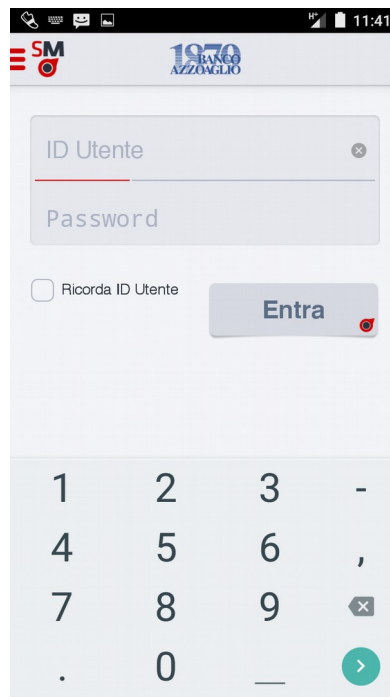 H+ 11:41
SM
1879
BANCO
AZZOAGLIO
ID Utente
Password
Ricorda ID Utente
Entra
1 2 3 -
4 5 6 ,
7 8 9
. 0 _